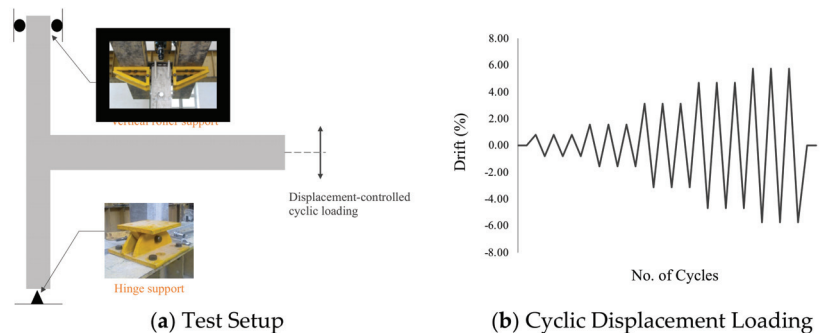 Vertical roller support
Displacement-controlled
cyclic loading
Hinge support
(a) Test Setup
8.00
6.00
4.00
2.00
0.00
-2.00
-4.00
-6.00
-8.00
Drift (%)
No. of Cycles
(b) Cyclic Displacement Loading